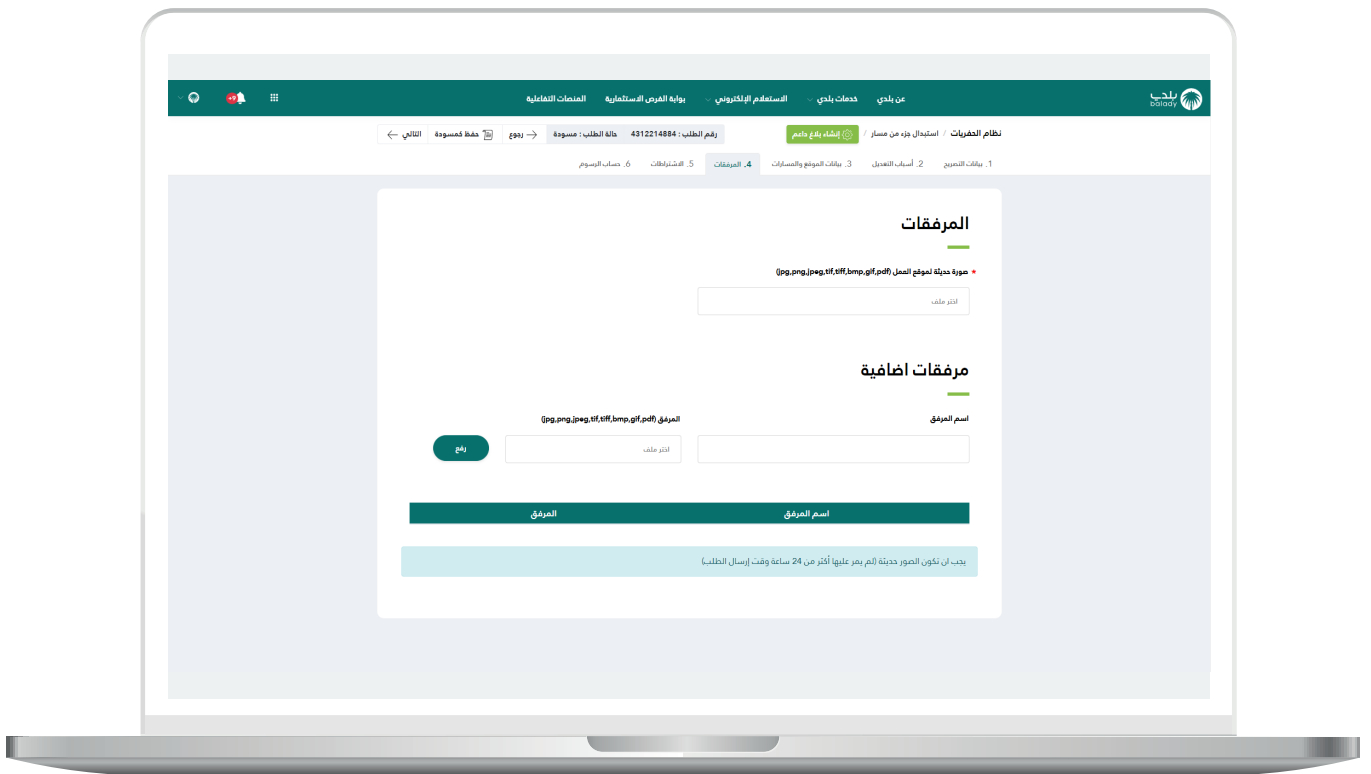 بلدي
balady
عن بلدي
خدمات بلدي
الاستعلام الإلكتروني
بوابة الفرص الاستثمارية
المنصات التفاعلية
+9
نظام الحفريات / استبدال جزء من مسار /
إنشاء بلاغ داعم
رقم الطلب : 4312214884 حالة الطلب : مسودة
رجوع
حفظ كمسودة
التالي
1. بيانات التصريح
2. أسباب التعديل
3. بيانات الموقع والمسارات
4. المرفقات
5. الاشتراطات
6. حساب الرسوم
المرفقات
* صورة حديثة لموقع العمل (jpg,png,jpeg,tif,tiff,bmp,gif,pdf)
اختر ملف
مرفقات اضافية
اسم المرفق
المرفق (jpg,png,jpeg,tif,tiff,bmp,gif,pdf)
اختر ملف
رفع
اسم المرفق
المرفق
يجب ان تكون الصور حديثة (لم يمر عليها أكثر من 24 ساعة وقت إرسال الطلب)